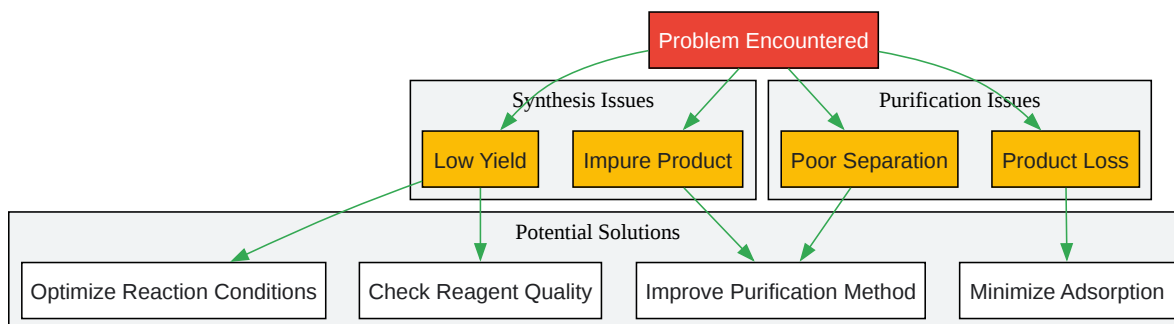 Problem Encountered
Synthesis Issues
Purification Issues
Low Yield
Impure Product
Poor Separation
Product Loss
Potential Solutions
Optimize Reaction Conditions
Check Reagent Quality
Improve Purification Method
Minimize Adsorption